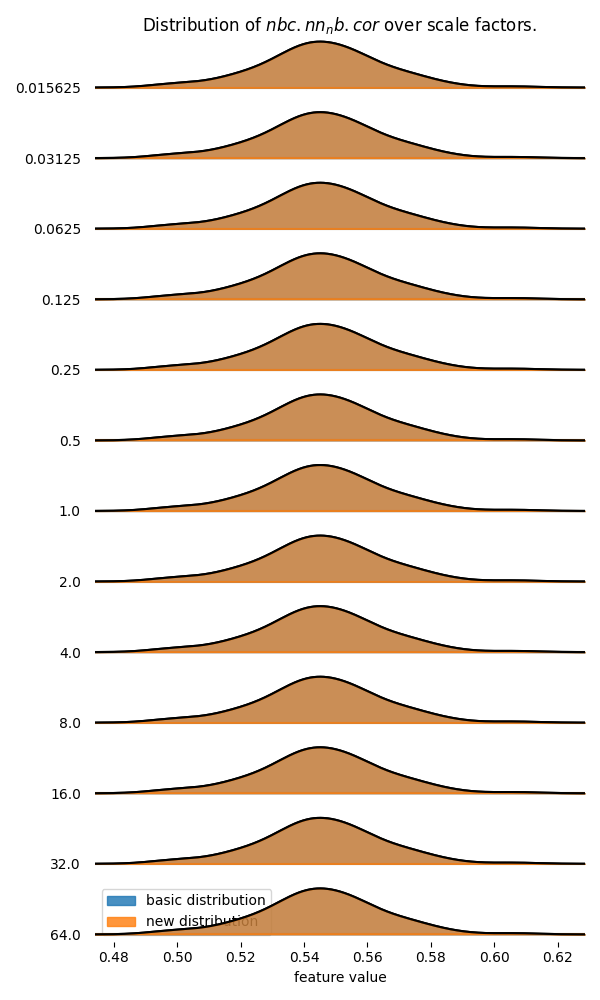 Distribution of nbc.nn_nb.cor over scale factors.
0.015625
0.03125
0.0625
0.125
0.25
0.5
1.0
2.0
4.0
8.0
16.0
32.0
basic distribution
new distribution
64.0
0.48 0.50 0.52 0.54 0.56 0.58 0.60 0.62
feature value